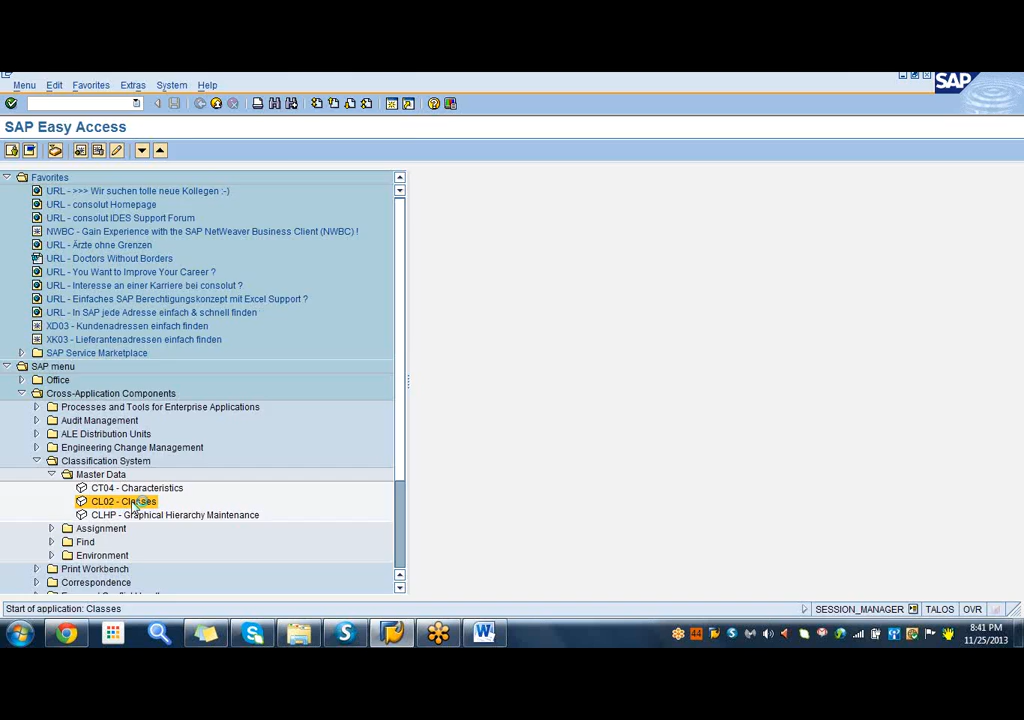 Menu Edit Favorites Extras System Help
SAP
SAP Easy Access
Favorites
URL - >>> Wir suchen tolle neue Kollegen :-)
URL - consolut Homepage
URL - consolut IDES Support Forum
NWBC - Gain Experience with the SAP NetWeaver Business Client (NWBC) !
URL - Ärzte ohne Grenzen
URL - Doctors Without Borders
URL - You Want to Improve Your Career ?
URL - Interesse an einer Karriere bei consolut ?
URL - Einfaches SAP Berechtigungskonzept mit Excel Support ?
URL - In SAP jede Adresse einfach & schnell finden
XD03 - Kundenadressen einfach finden
XK03 - Lieferantenadressen einfach finden
SAP Service Marketplace
SAP menu
Office
Cross-Application Components
Processes and Tools for Enterprise Applications
Audit Management
ALE Distribution Units
Engineering Change Management
Classification System
Master Data
CT04 - Characteristics
CL02 - Classes
CLHP - Graphical Hierarchy Maintenance
Assignment
Find
Environment
Print Workbench
Correspondence
Start of application: Classes SESSION_MANAGER TALOS OVR
44
8:41 PM
11/25/2013